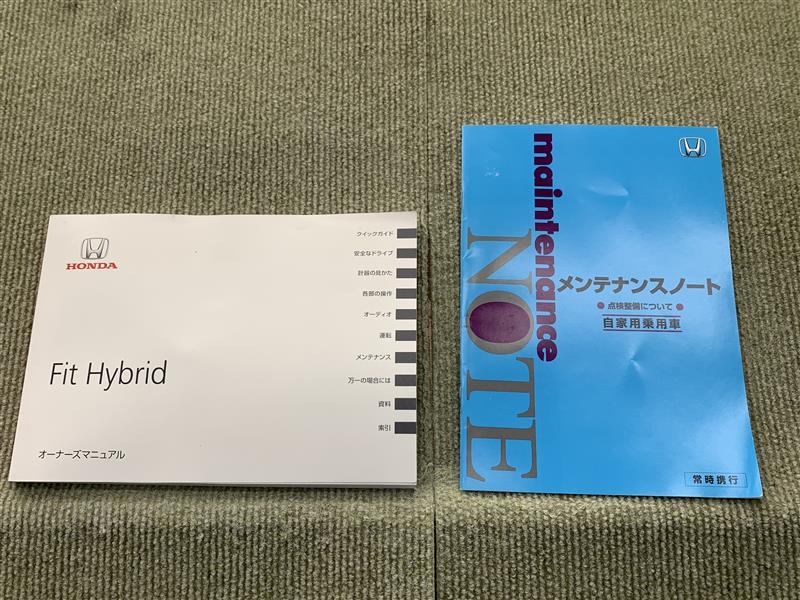 HONDA
Fit Hybrid
オーナーズマニュアル
クイックガイド
安全なドライブ
計器の見かた
各部の操作
オーディオ
運転
メンテナンス
万一の場合には
資料
索引
maintenance
NOTE
メンテナンスノート
● 点検整備について ●
自家用乗用車
常時携行